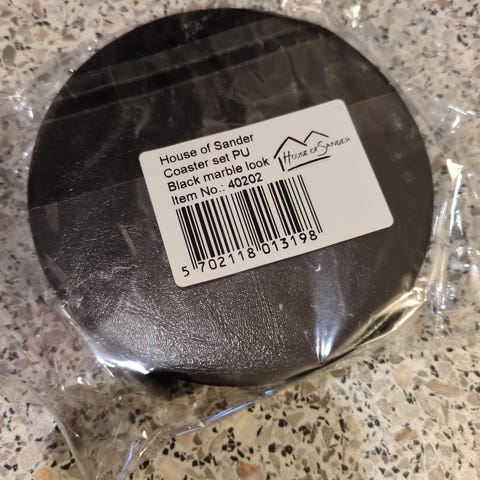 House of Sander
Coaster set PU
Black marble look
Item No.: 40202
HOUSE OF SANDER
5 702118 013198